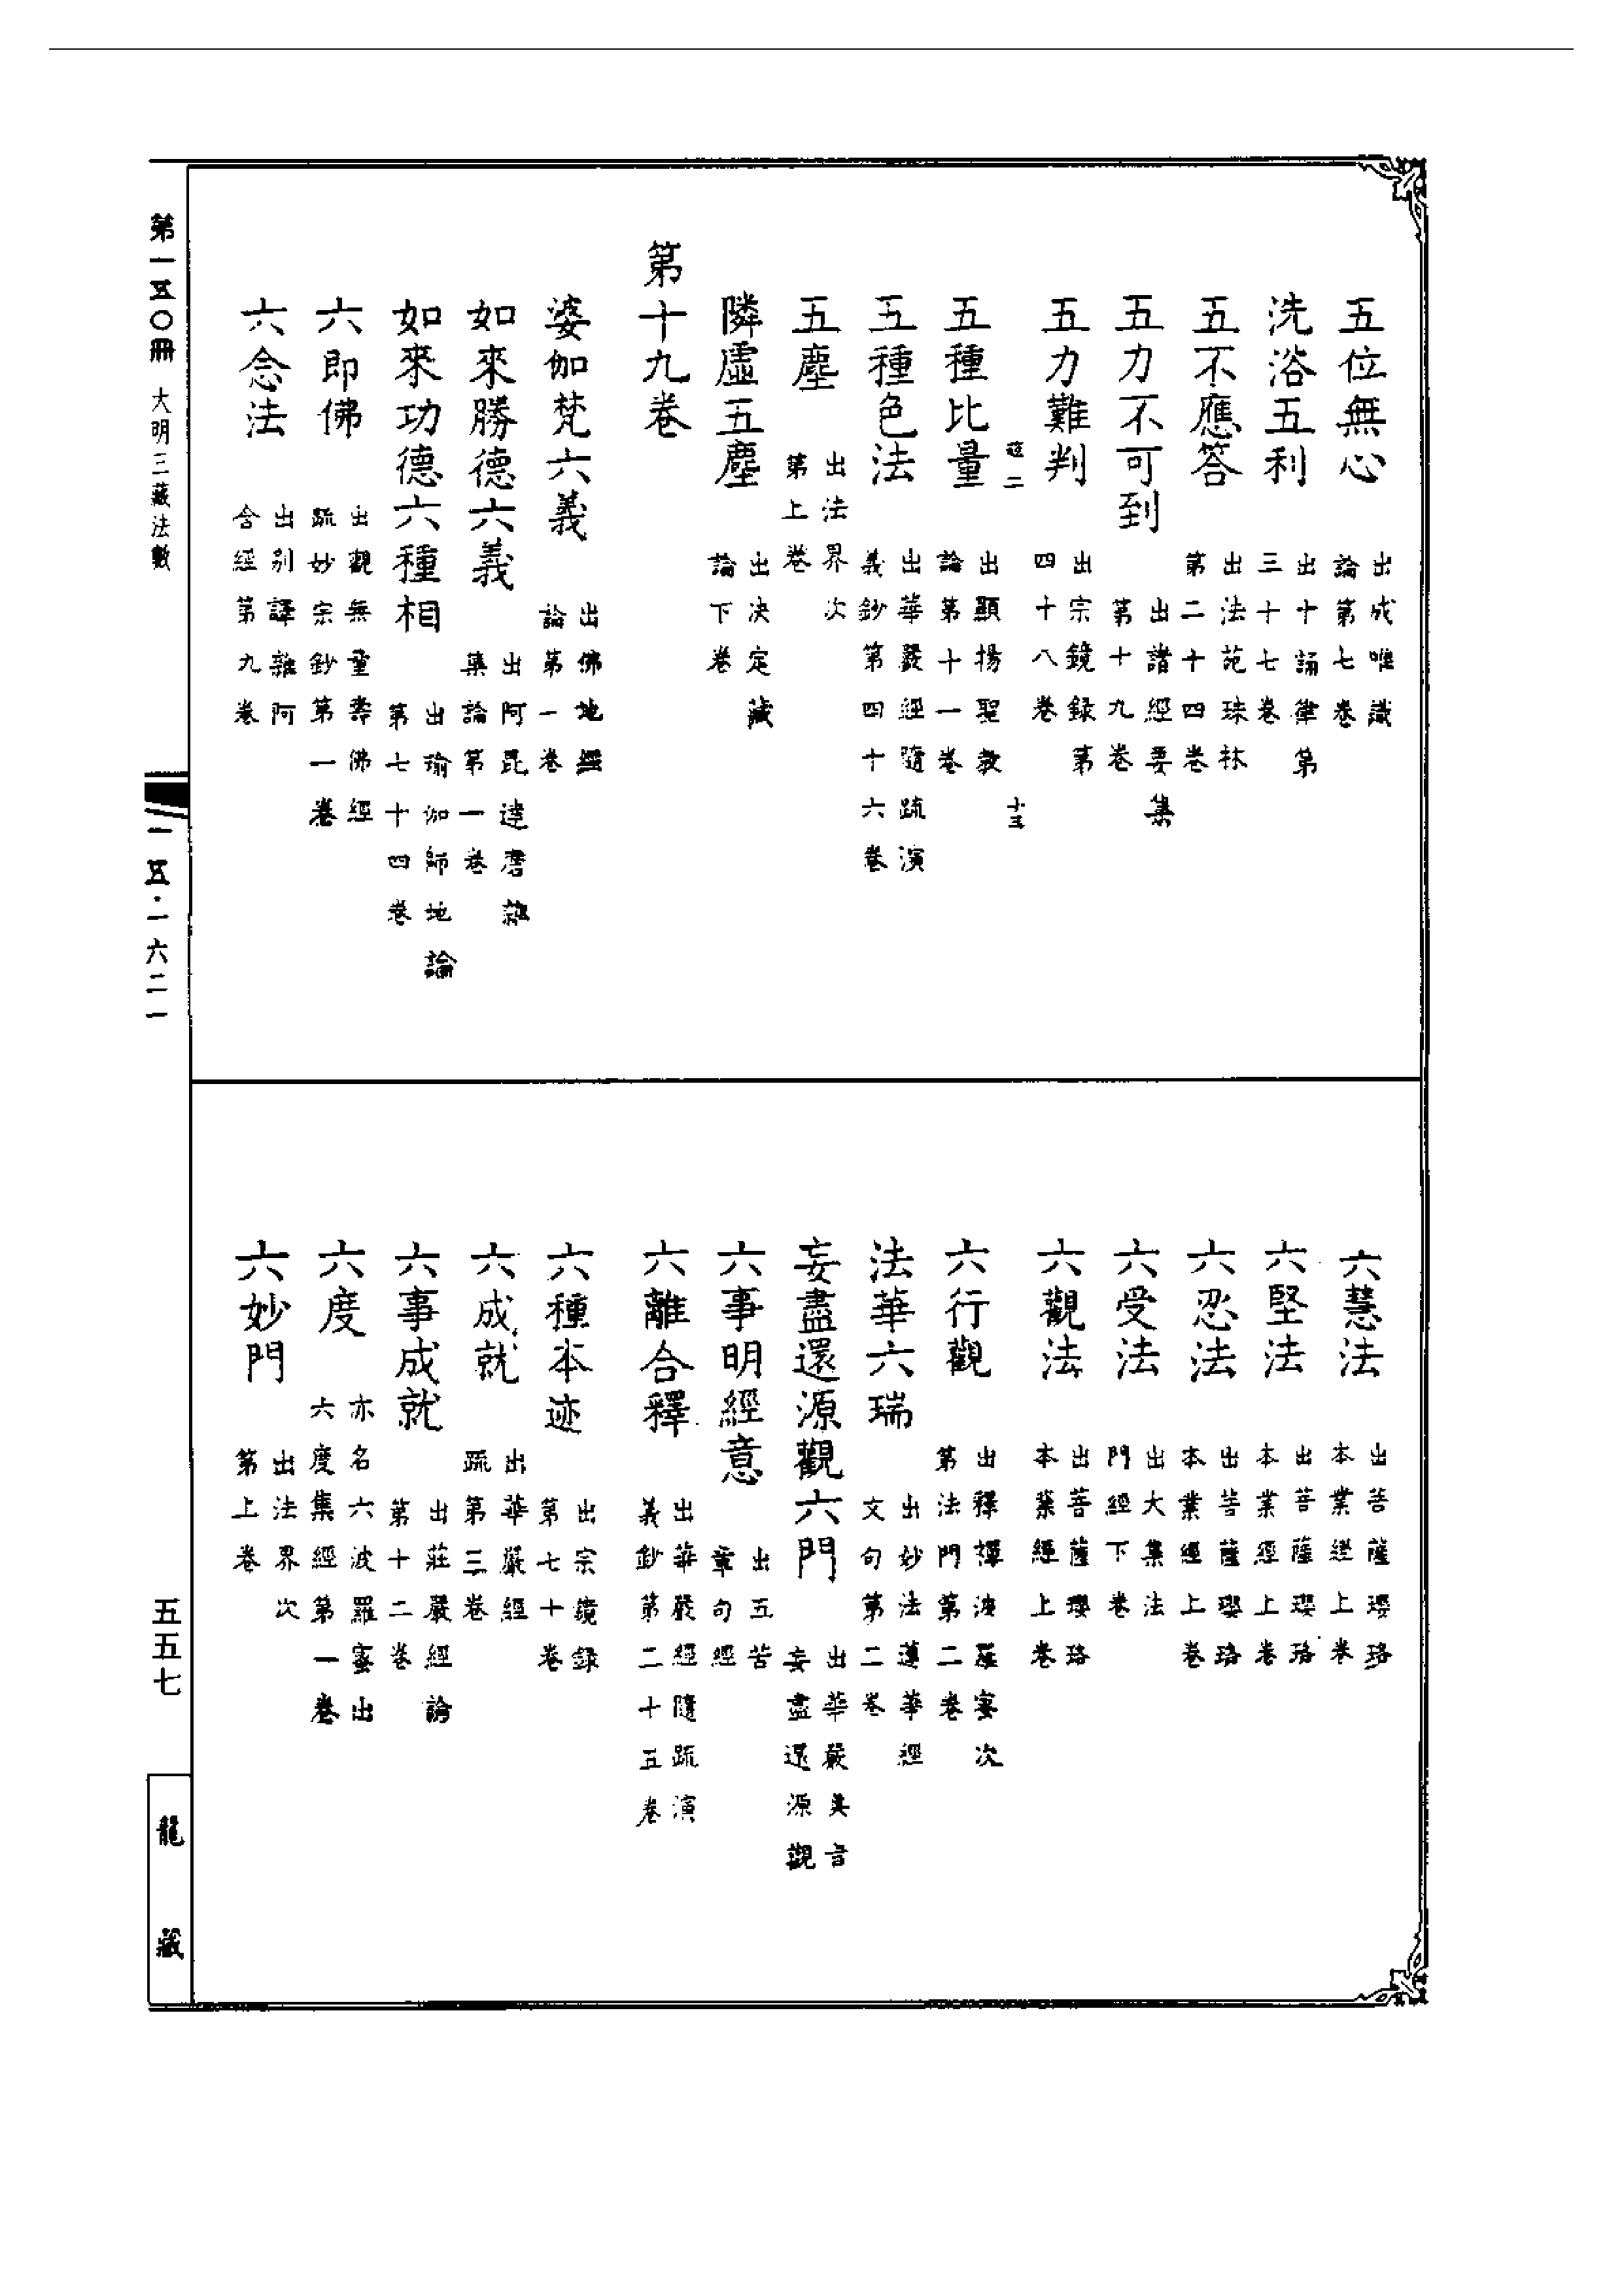 五位無心 出成唯識論第七卷
洗浴五利 出十誦律第三十七卷
五不應答 出法苑珠林第二十四卷
五力不可到 出諸經要集第十九卷
五力難判 出宗鏡録第四十八卷
五種比量 出顯揚聖教論第十一卷
五種色法 出華嚴經隨疏演義鈔第四十六卷
五塵 出法界次第上卷
隣虛五塵 出決定藏論下卷
第十九卷
婆伽梵六義 出佛地經論第一卷
如來勝德六義 出阿毘達磨雜集論第一卷
如來功德六種相 出瑜伽師地論第七十四卷
六即佛 出觀無量壽佛經疏妙宗鈔第一卷
六念法 出別譯雜阿含經第九卷
六慧法 出菩薩瓔珞本業經上卷
六堅法 出菩薩瓔珞本業經上卷
六忍法 出菩薩瓔珞本業經上卷
六受法 出大集法門經下卷
六觀法 出菩薩瓔珞本業經上卷
六行觀 出釋禪波羅蜜次第法門第二卷
法華六瑞 出妙法蓮華經文句第二卷
妄盡還源觀六門 出華嚴奧旨妄盡還源觀
六事明經意 出五苦章句經
六離合釋 出華嚴經隨疏演義鈔第二十五卷
六種本迹 出宗鏡錄第七十卷
六成就 出華嚴經疏第三卷
六事成就 出莊嚴經論第十二卷
六度 亦名六波羅蜜出六度集經第一卷
六妙門 出法界次第上卷
第一五〇冊 大明三藏法數
一五·一六二一
五五七
龍藏